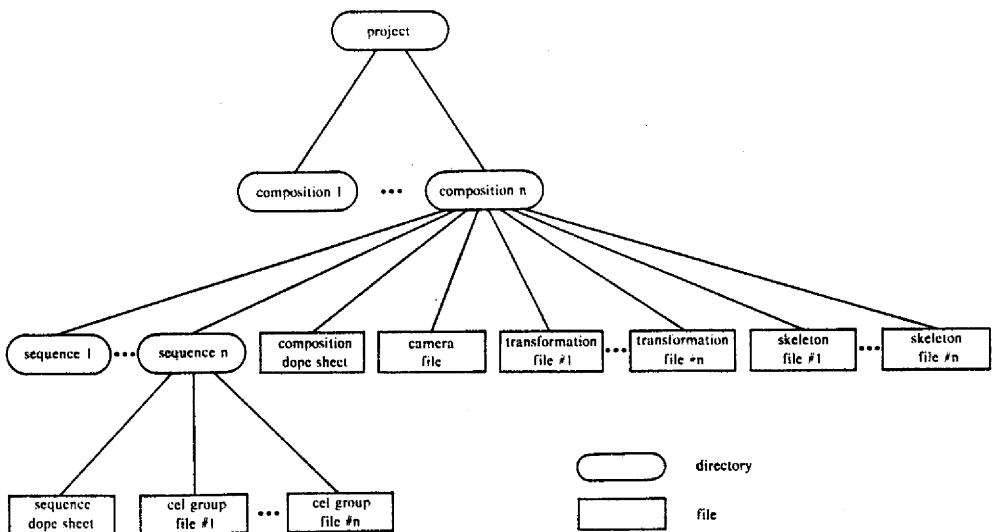 project
composition 1 ••• composition n
sequence 1 ••• sequence n
composition
dope sheet
camera
file
transformation
file #1
•••
transformation
file #n
skeleton
file #1
•••
skeleton
file #n
sequence
dope sheet
cel group
file #1
•••
cel group
file #n
directory
file